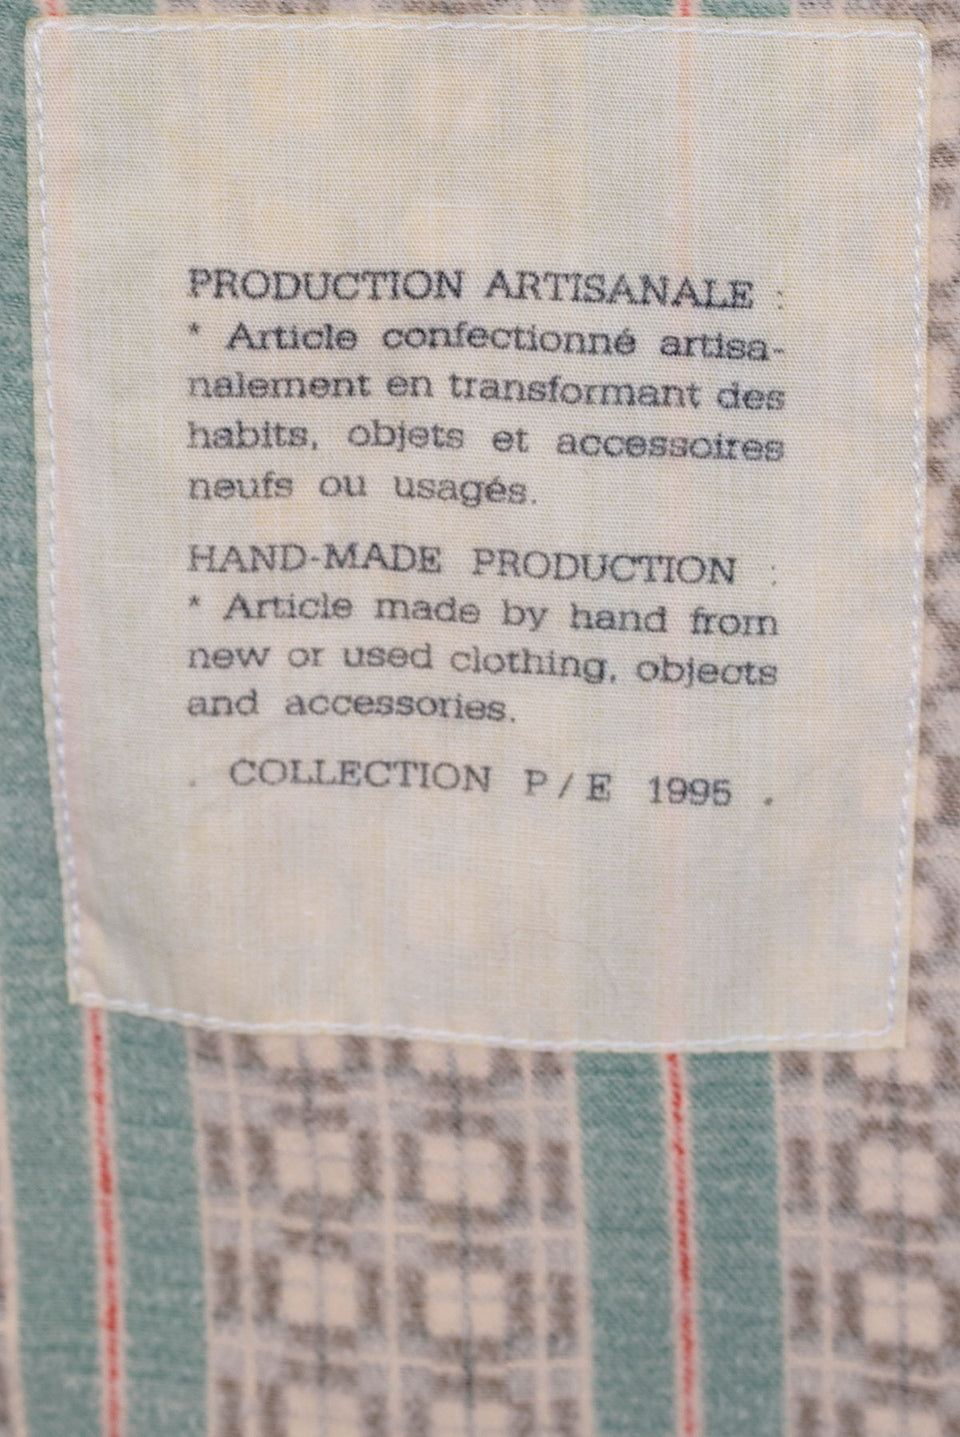 PRODUCTION ARTISANALE :
* Article confectionné artisa-
nalement en transformant des
habits, objets et accessoires
neufs ou usagés.
HAND-MADE PRODUCTION :
* Article made by hand from
new or used clothing, objects
and accessories.
. COLLECTION P / E 1995 .